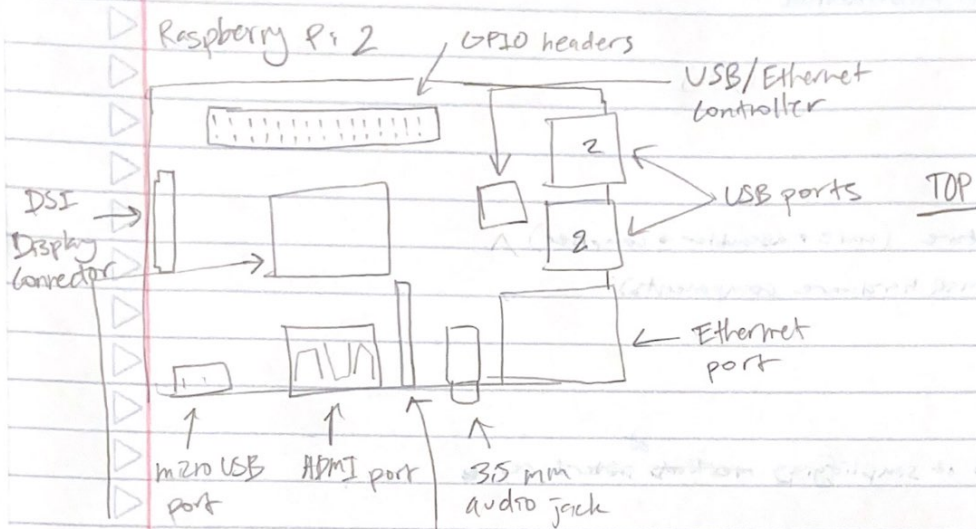 Raspberry Pi 2
GPIO headers
USB/Ethernet
controller
2
DSI
Display
Connector
USB ports
TOP
2
Ethernet
port
micro USB
port
HDMI port
3.5 mm
audio jack